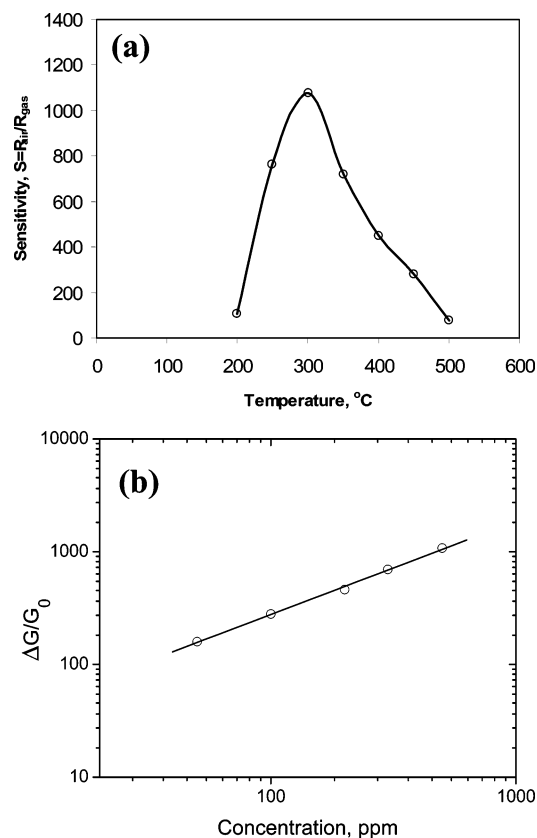 (a)
1400
1200
1000
800
600
400
200
0
Sensitivity, S=Rair/Rgas
0 100 200 300 400 500 600
Temperature, °C
(b)
10000
1000
100
10
ΔG/G0
100 1000
Concentration, ppm